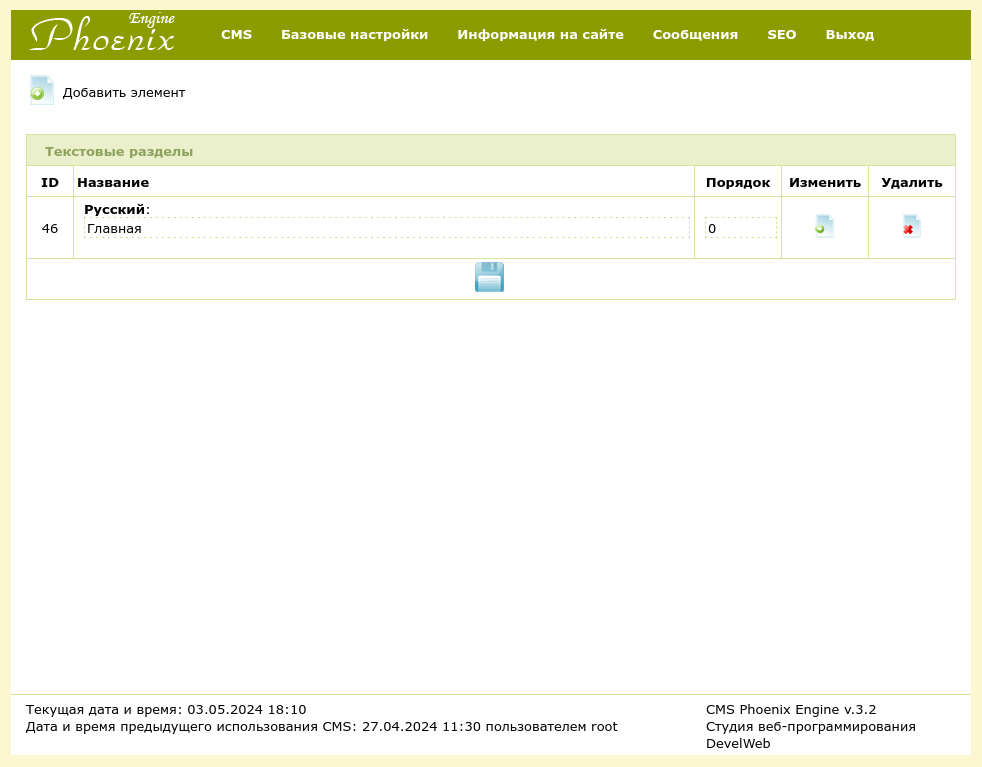 Phoenix Engine
CMS Базовые настройки Информация на сайте Сообщения SEO Выход
Добавить элемент
Текстовые разделы
ID Название Порядок Изменить Удалить
Русский:
46 Главная 0
Текущая дата и время: 03.05.2024 18:10
Дата и время предыдущего использования CMS: 27.04.2024 11:30 пользователем root
CMS Phoenix Engine v.3.2
Студия веб-программирования
DevelWeb